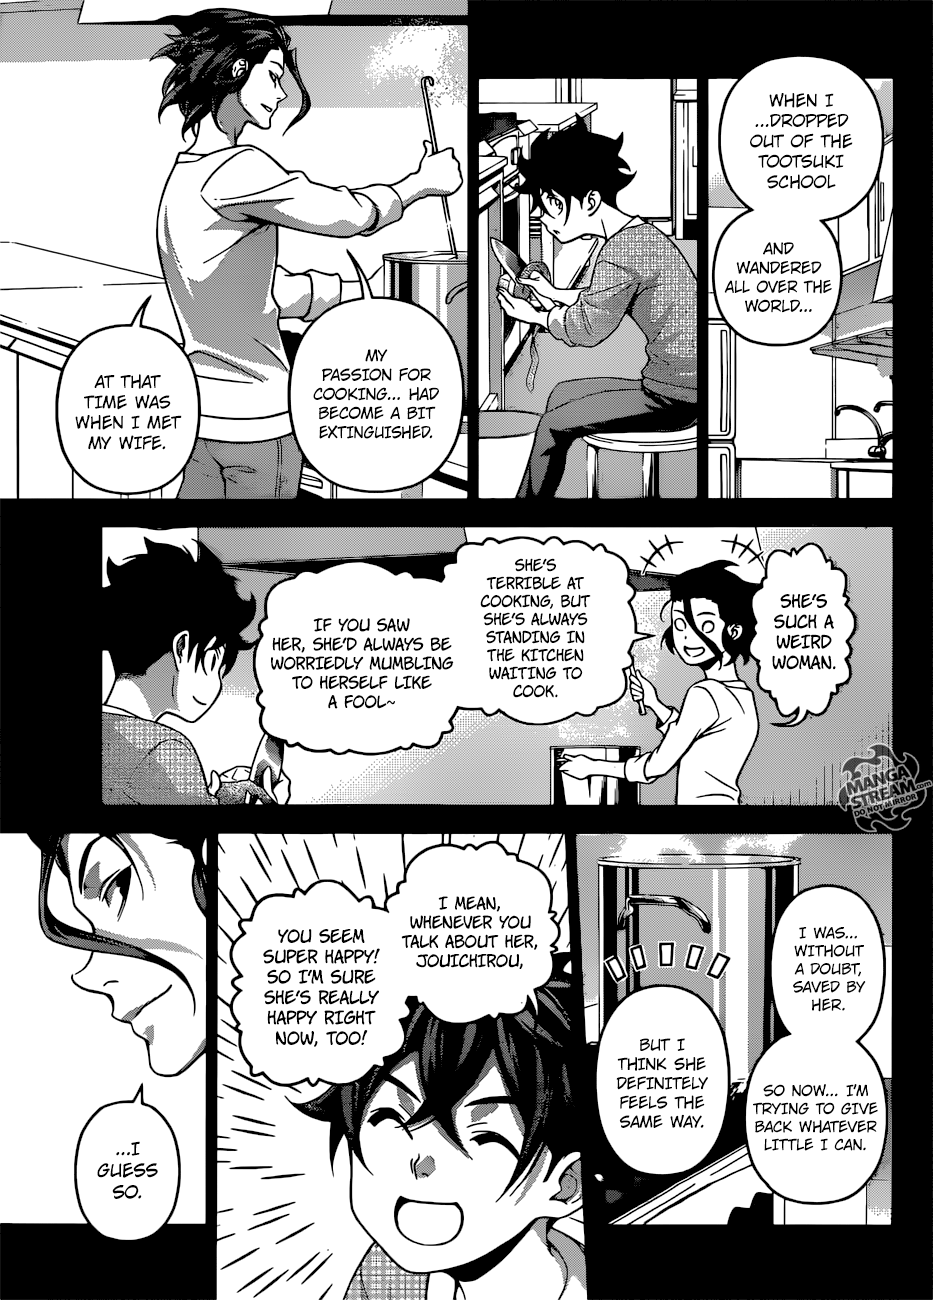 WHEN I
...DROPPED
OUT OF THE
TOOTSUKI
SCHOOL
AND
WANDERED
ALL OVER THE
WORLD...
MY
PASSION FOR
COOKING... HAD
BECOME A BIT
EXTINGUISHED.
AT THAT
TIME WAS
WHEN I MET
MY WIFE.
SHE'S
SUCH A
WEIRD
WOMAN.
SHE'S
TERRIBLE AT
COOKING, BUT
SHE'S ALWAYS
STANDING IN
THE KITCHEN
WAITING TO
COOK.
IF YOU SAW
HER, SHE'D ALWAYS BE
WORRIEDLY MUMBLING
TO HERSELF LIKE
A FOOL~
MANGA
STREAM.com
DO NOT MIRROR
I WAS...
WITHOUT
A DOUBT,
SAVED BY
HER.
SO NOW... I'M
TRYING TO GIVE
BACK WHATEVER
LITTLE I CAN.
BUT I
THINK SHE
DEFINITELY
FEELS THE
SAME WAY.
I MEAN,
WHENEVER YOU
TALK ABOUT HER,
JOUICHIROU,
YOU SEEM
SUPER HAPPY!
SO I'M SURE
SHE'S REALLY
HAPPY RIGHT
NOW, TOO!
...I
GUESS
SO.